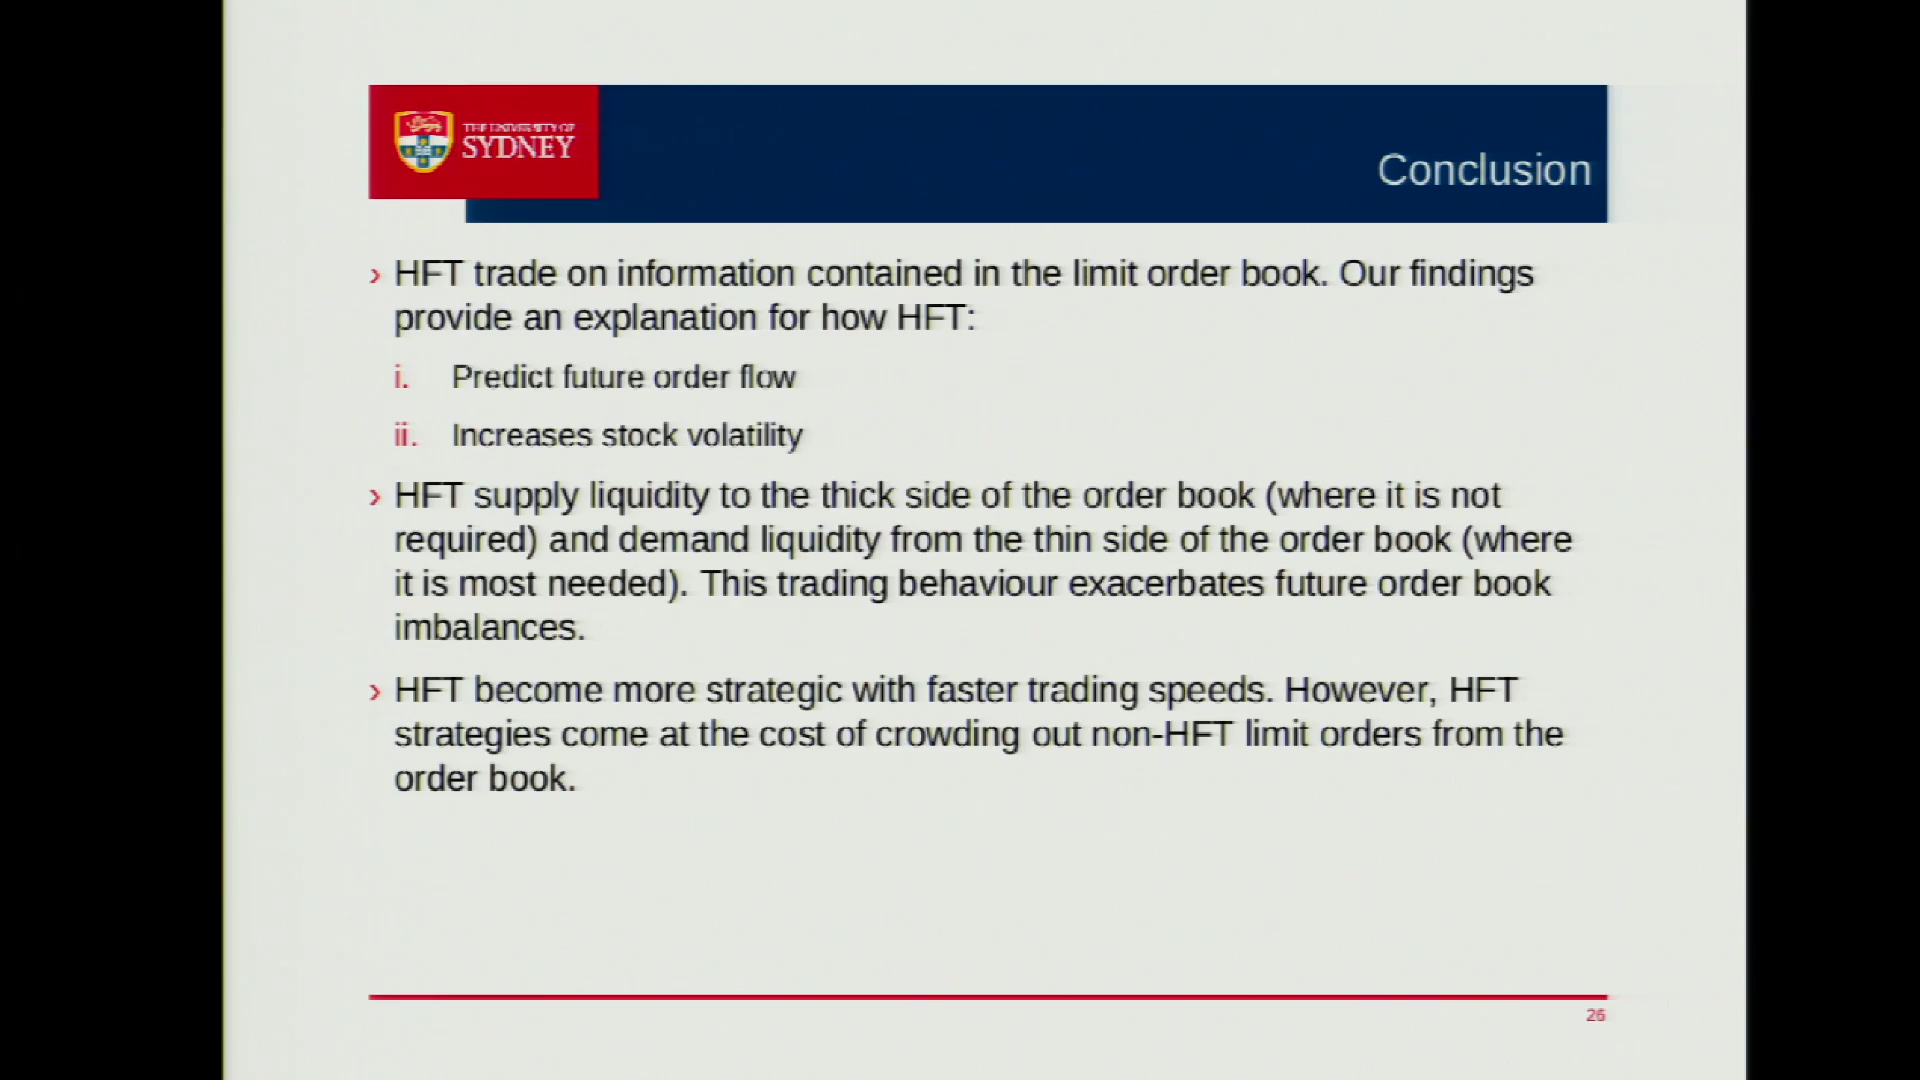 THE UNIVERSITY OF
SYDNEY
Conclusion
› HFT trade on information contained in the limit order book. Our findings
provide an explanation for how HFT:
i. Predict future order flow
ii. Increases stock volatility
› HFT supply liquidity to the thick side of the order book (where it is not
required) and demand liquidity from the thin side of the order book (where
it is most needed). This trading behaviour exacerbates future order book
imbalances.
› HFT become more strategic with faster trading speeds. However, HFT
strategies come at the cost of crowding out non-HFT limit orders from the
order book.
26